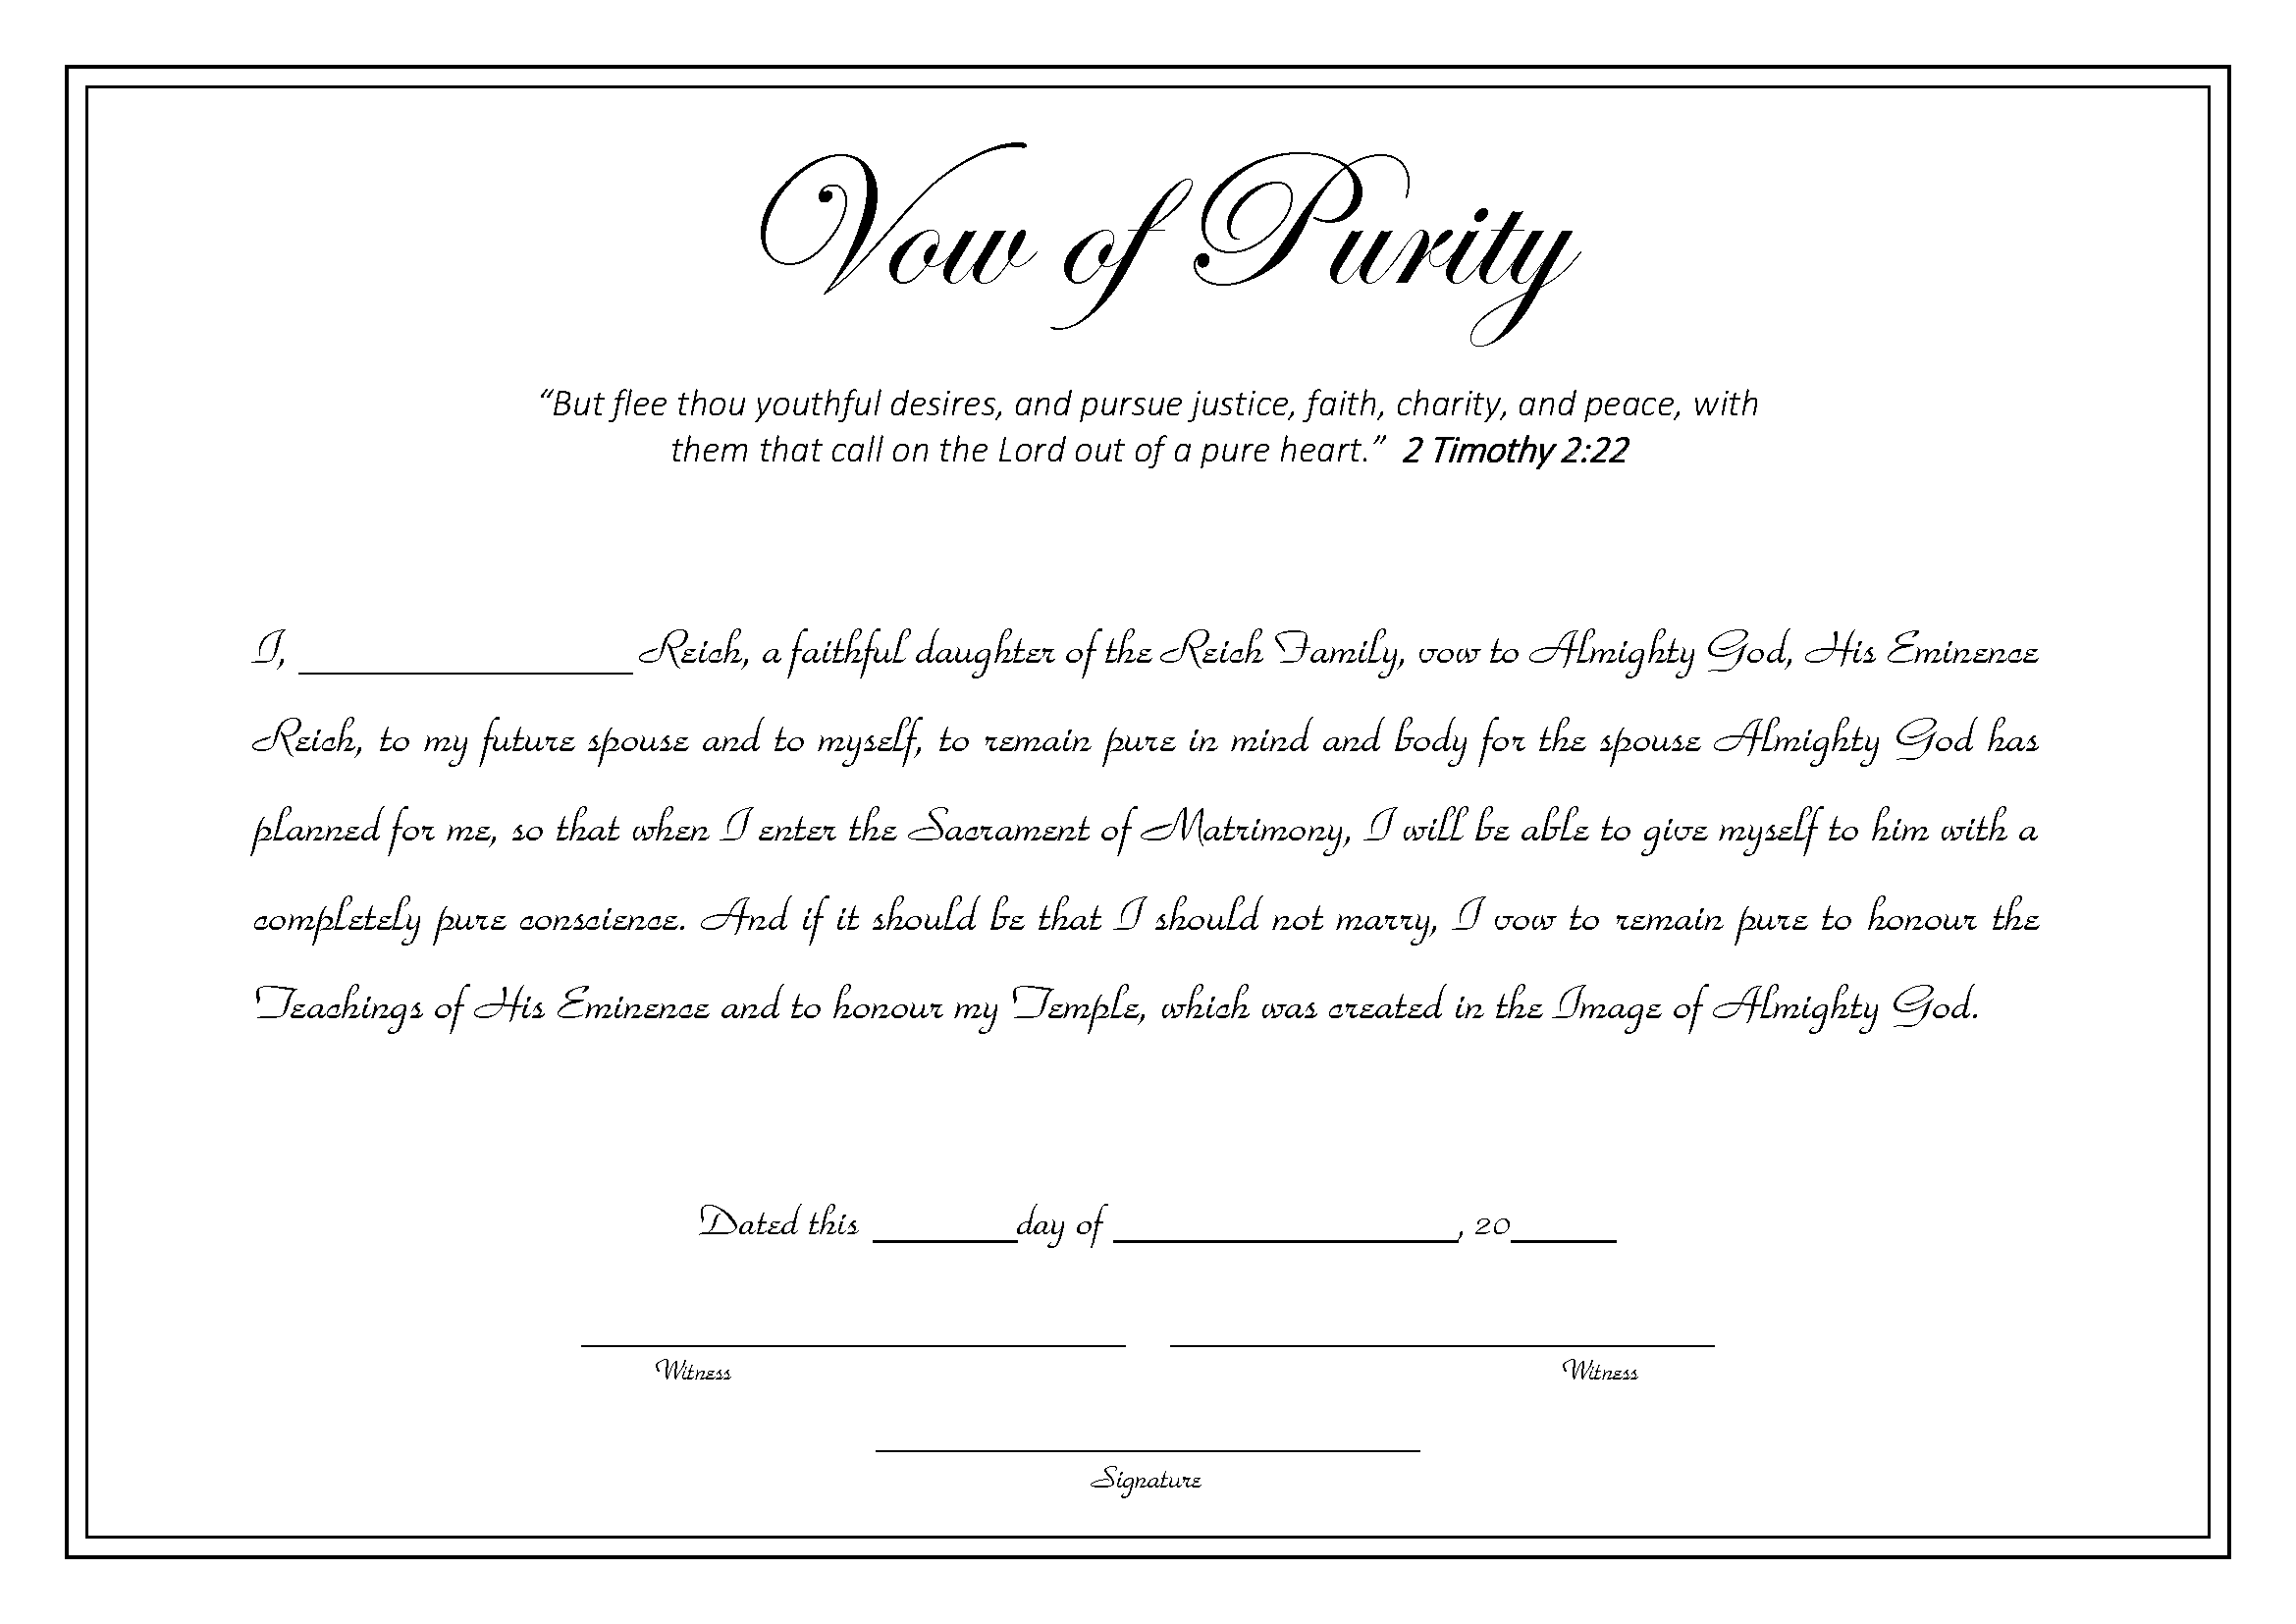 Vow of Purity
“But flee thou youthful desires, and pursue justice, faith, charity, and peace, with
them that call on the Lord out of a pure heart.” 2 Timothy 2:22
I, ________________ Reich, a faithful daughter of the Reich Family, vow to Almighty God, His Eminence
Reich, to my future spouse and to myself, to remain pure in mind and body for the spouse Almighty God has
planned for me, so that when I enter the Sacrament of Matrimony, I will be able to give myself to him with a
completely pure conscience. And if it should be that I should not marry, I vow to remain pure to honour the
Teachings of His Eminence and to honour my Temple, which was created in the Image of Almighty God.
Dated this _______day of _________________, 20_____
Witness Witness
Signature